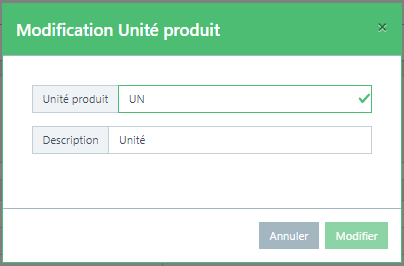 Modification Unité produit ×
Unité produit UN
Description Unité
Annuler Modifier